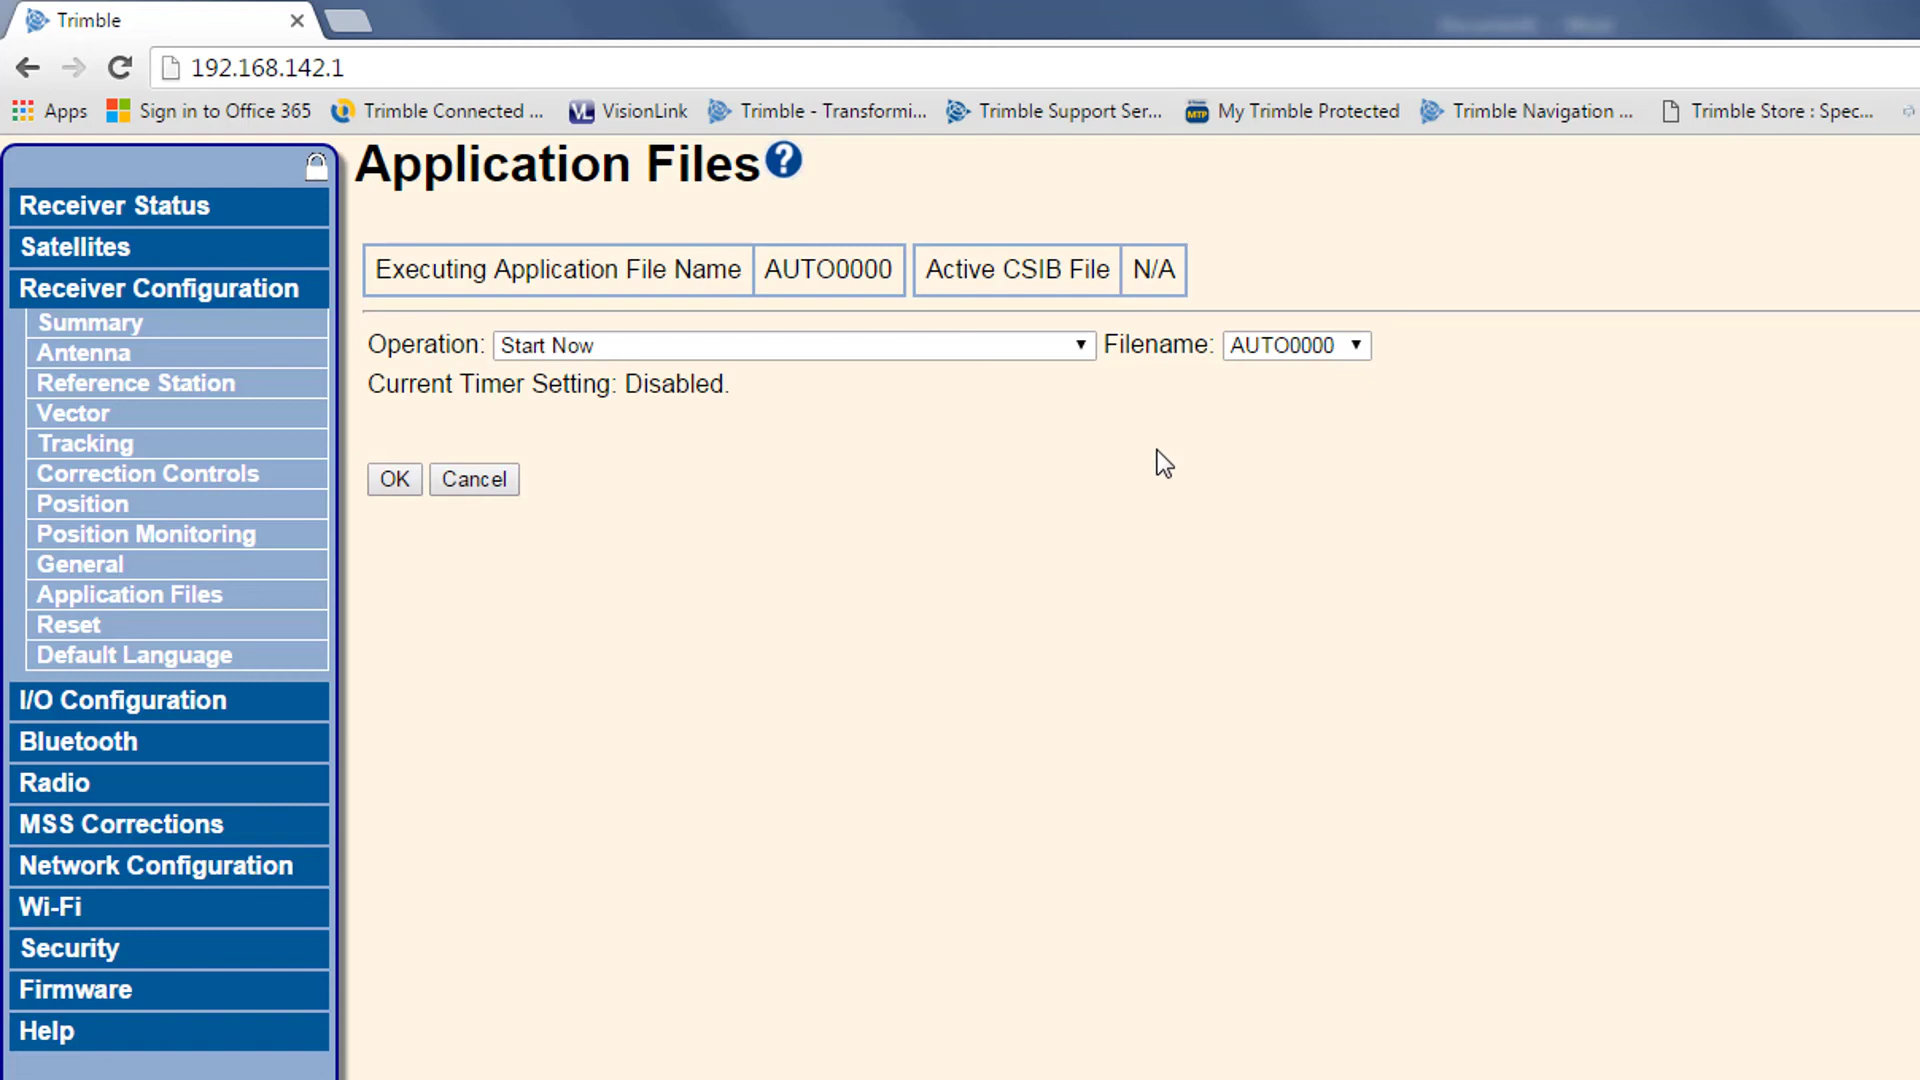 Trimble
192.168.142.1
Apps Sign in to Office 365 Trimble Connected ... VisionLink Trimble - Transformi... Trimble Support Ser... MTP My Trimble Protected Trimble Navigation ... Trimble Store : Spec...
Application Files ?
Receiver Status
Satellites
Receiver Configuration
Summary
Antenna
Reference Station
Vector
Tracking
Correction Controls
Position
Position Monitoring
General
Application Files
Reset
Default Language
I/O Configuration
Bluetooth
Radio
MSS Corrections
Network Configuration
Wi-Fi
Security
Firmware
Help
Executing Application File Name AUTO0000 Active CSIB File N/A
Operation: Start Now Filename: AUTO0000
Current Timer Setting: Disabled.
OK Cancel